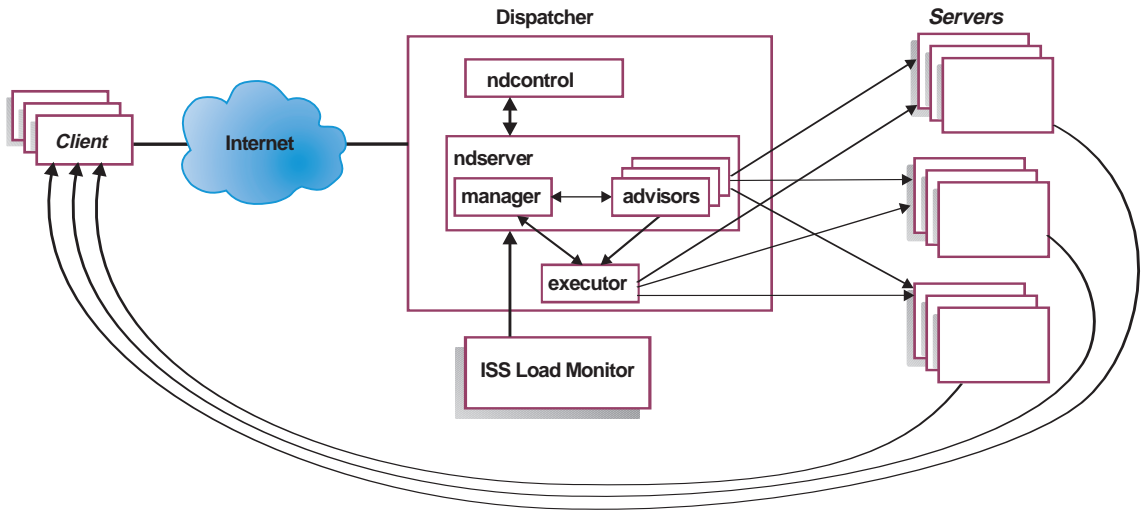 Dispatcher
Servers
ndcontrol
Client
Internet
ndserver
manager
advisors
executor
ISS Load Monitor